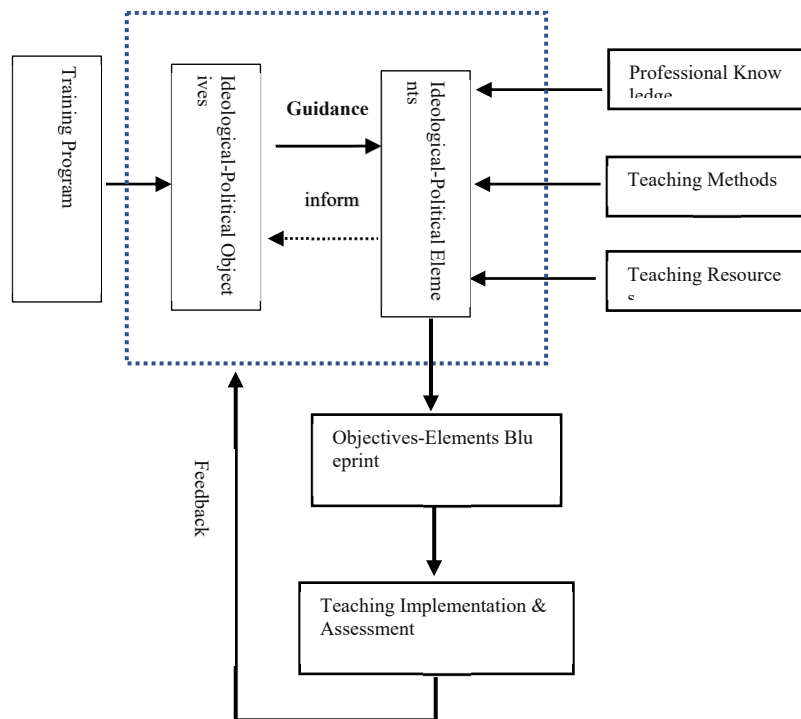 Training Program
Ideological-Political Object
ives
Guidance
inform
Ideological-Political Eleme
nts
Professional Know
ledge
Teaching Methods
Teaching Resource
s
Objectives-Elements Blu
eprint
Feedback
Teaching Implementation &
Assessment